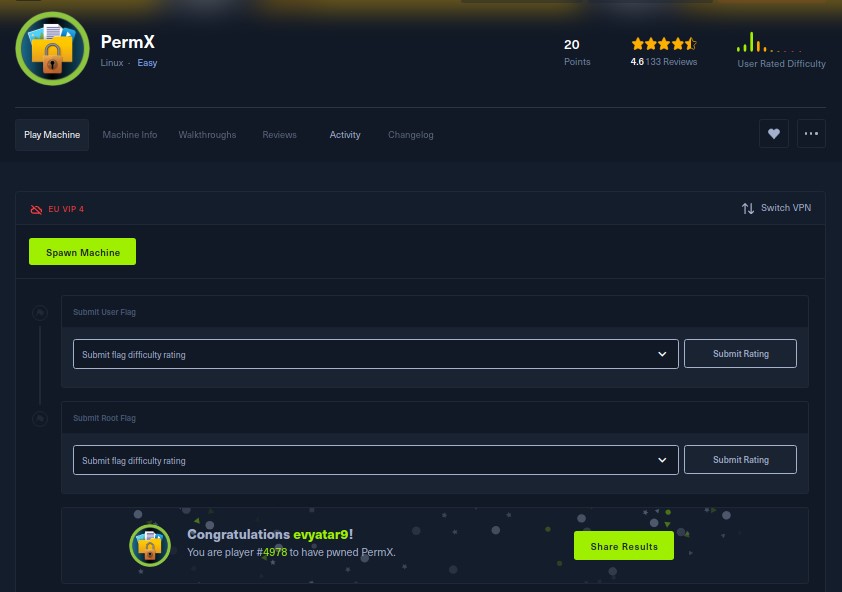 PermX
Linux · Easy
20
Points
4.6 133 Reviews
User Rated Difficulty
Play Machine
Machine Info
Walkthroughs
Reviews
Activity
Changelog
EU VIP 4
Switch VPN
Spawn Machine
Submit User Flag
Submit flag difficulty rating
Submit Rating
Submit Root Flag
Submit flag difficulty rating
Submit Rating
Congratulations evyatar9!
You are player #4978 to have pwned PermX.
Share Results